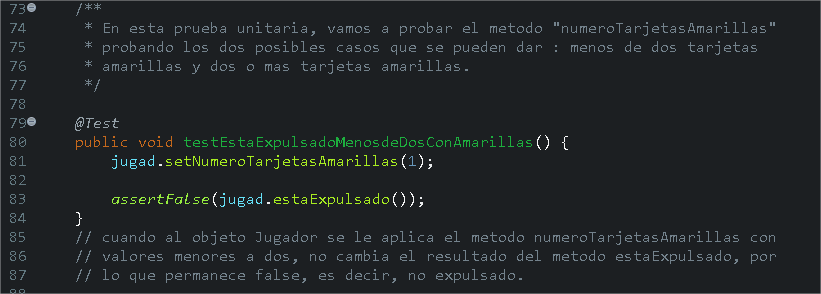 73 /**
74 * En esta prueba unitaria, vamos a probar el metodo "numeroTarjetasAmarillas"
75 * probando los dos posibles casos que se pueden dar : menos de dos tarjetas
76 * amarillas y dos o mas tarjetas amarillas.
77 */
78
79 @Test
80 public void testEstaExpulsadoMenosdeDosConAmarillas() {
81 jugad.setNumeroTarjetasAmarillas(1);
82
83 assertFalse(jugad.estaExpulsado());
84 }
85 // cuando al objeto Jugador se le aplica el metodo numeroTarjetasAmarillas con
86 // valores menores a dos, no cambia el resultado del metodo estaExpulsado, por
87 // lo que permanece false, es decir, no expulsado.